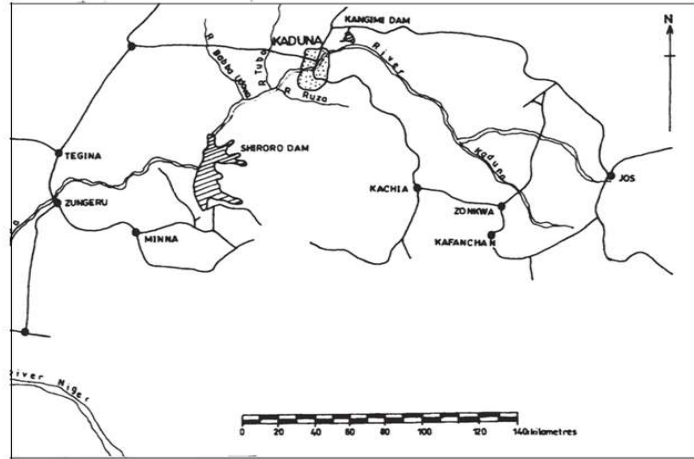 KANGIMI DAM
N
KADUNA
River
R. Tuba
R. Ruza
SHIRORO DAM
Kaduna
TEGINA
JOS
KACHIA
ZUNGERU
ZONKWA
MINNA
KAFANCHAN
River Niger
0 20 40 60 80 100 120 140 kilometres